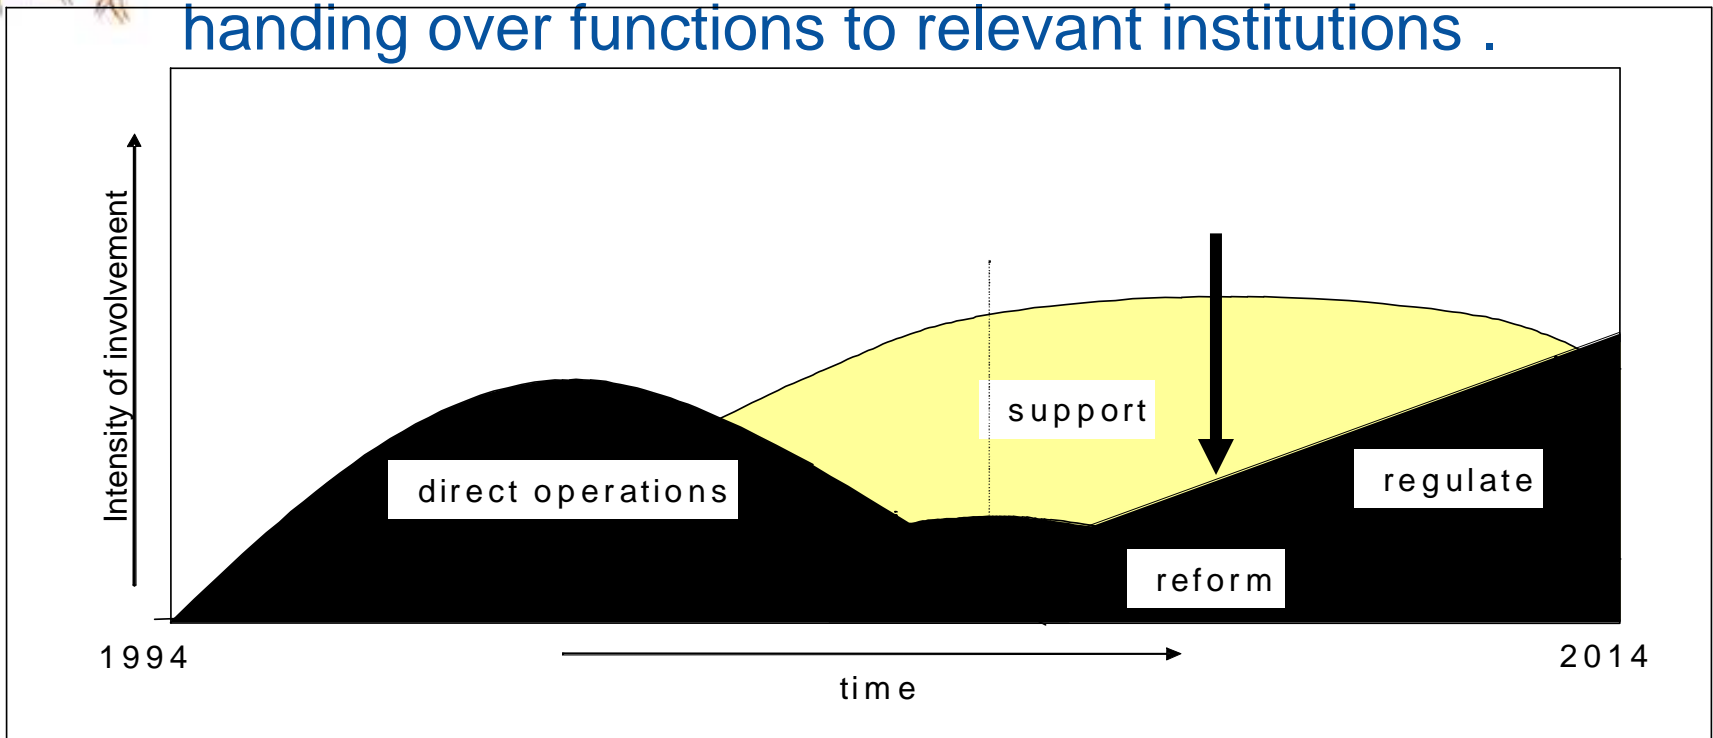 handing over functions to relevant institutions .
Intensity of involvement
support
direct operations
regulate
reform
1994
2014
time